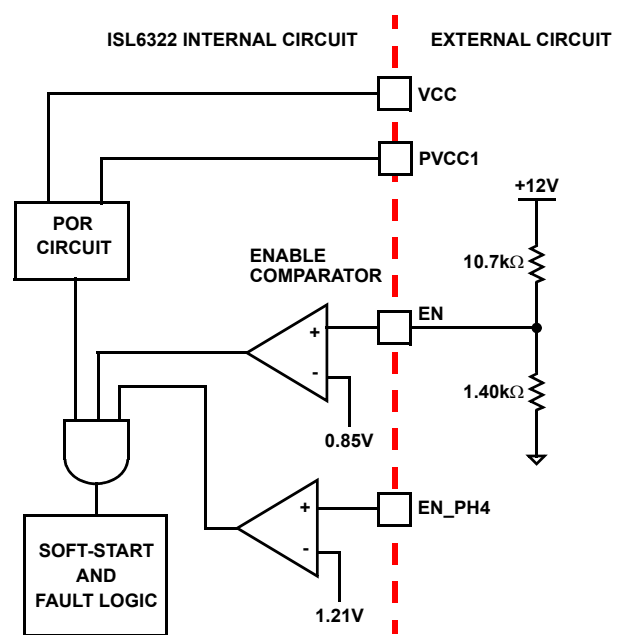 ISL6322 INTERNAL CIRCUIT
EXTERNAL CIRCUIT
VCC
PVCC1
+12V
POR
CIRCUIT
ENABLE
COMPARATOR
10.7kΩ
EN
+
-
1.40kΩ
0.85V
EN_PH4
+
-
SOFT-START
AND
FAULT LOGIC
1.21V